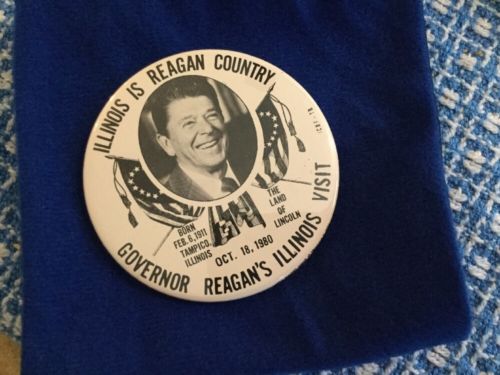 ILLINOIS IS REAGAN COUNTRY
BORN
FEB. 6, 1911
TAMPICO,
ILLINOIS
THE
LAND
OF
LINCOLN
OCT. 18, 1980
GOVERNOR REAGAN'S ILLINOIS VISIT